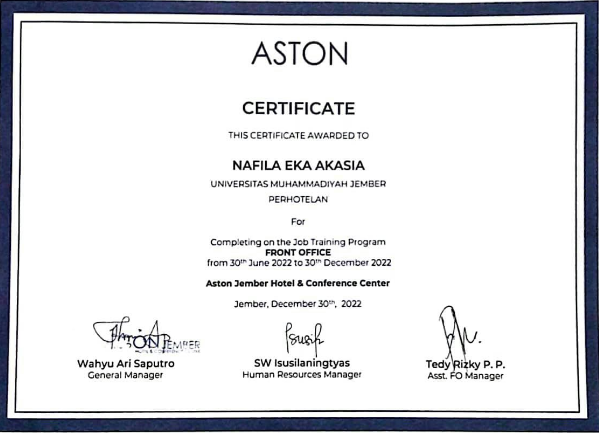 ASTON
CERTIFICATE
THIS CERTIFICATE AWARDED TO
NAFILA EKA AKASIA
UNIVERSITAS MUHAMMADIYAH JEMBER
PERHOTELAN
For
Completing on the Job Training Program
FRONT OFFICE
from 30th June 2022 to 30th December 2022
Aston Jember Hotel & Conference Center
Jember, December 30th, 2022
JEMBER
Wahyu Ari Saputro
General Manager
SW Isusilaningtyas
Human Resources Manager
Tedy Rizky P. P.
Asst. FO Manager